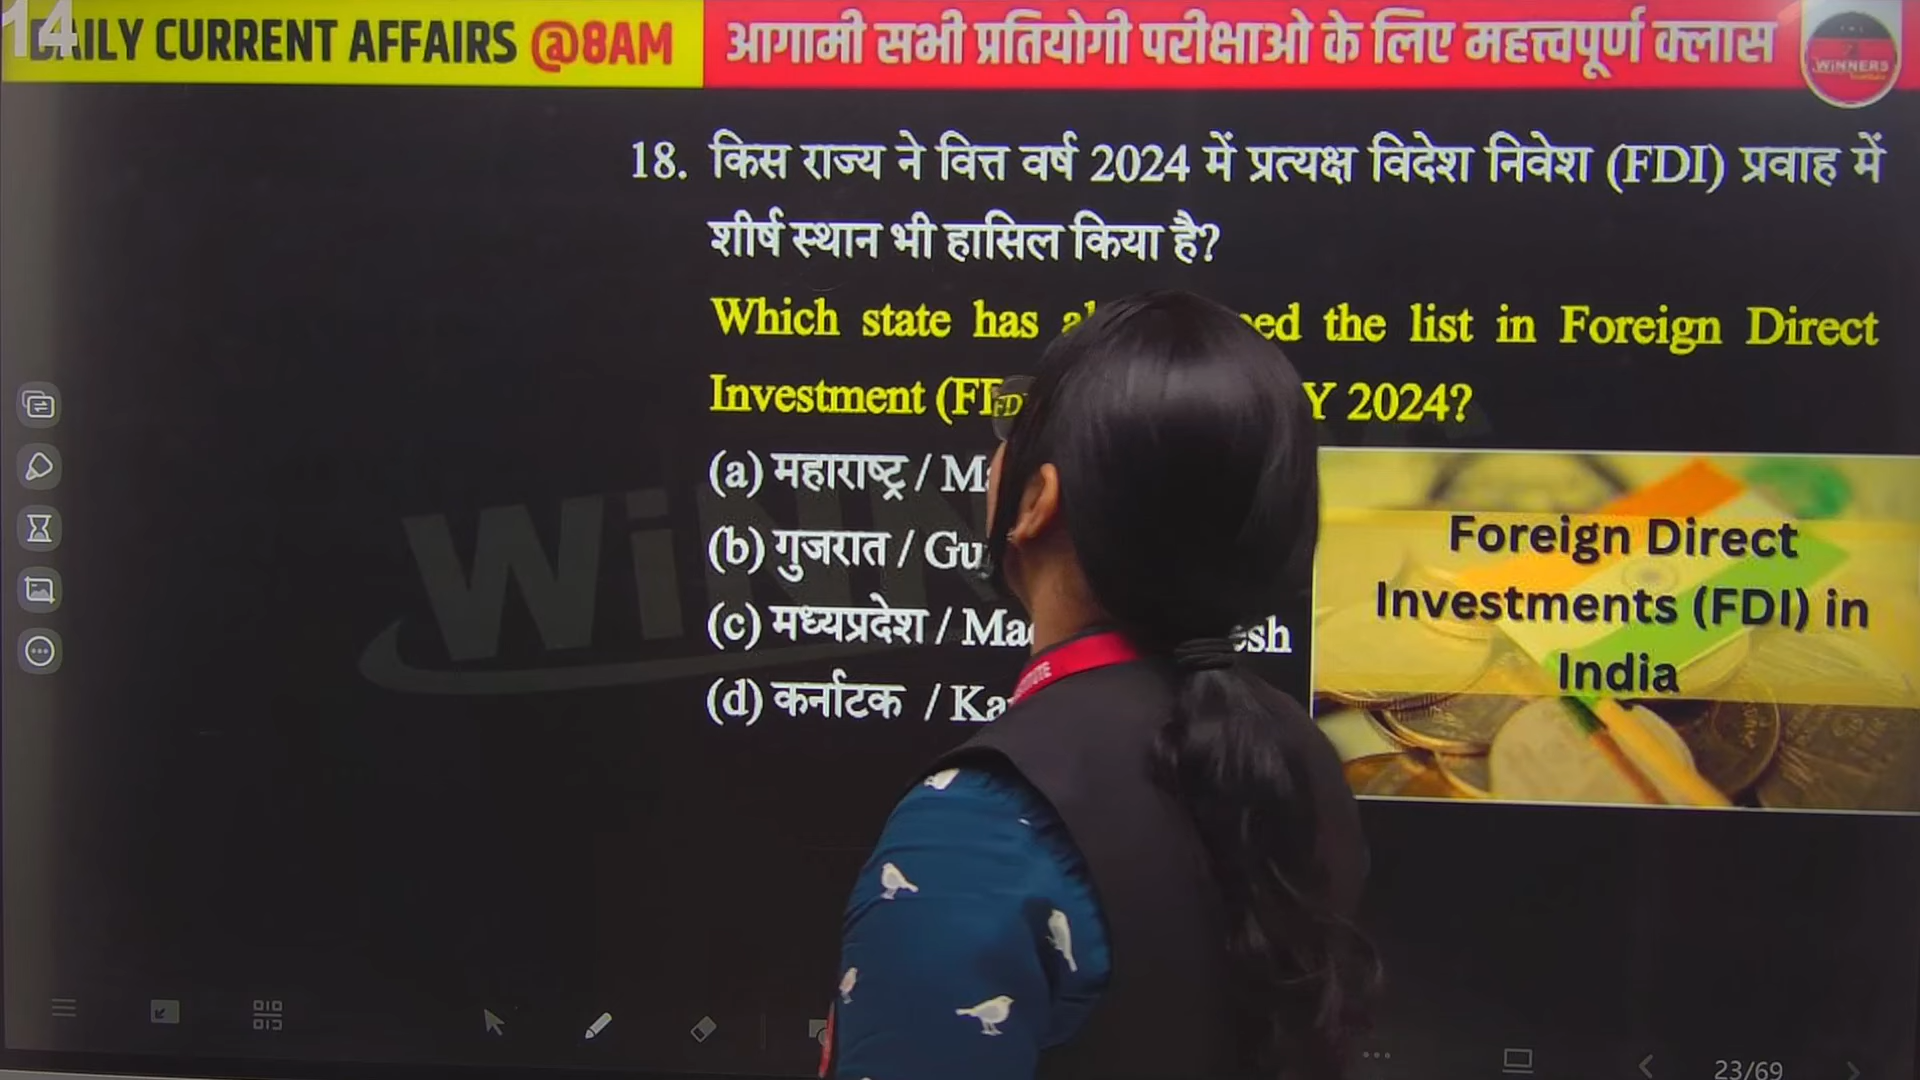 14
DAILY CURRENT AFFAIRS @8AM
आगामी सभी प्रतियोगी परीक्षाओ के लिए महत्त्वपूर्ण क्लास
WiNNERS
18. किस राज्य ने वित्त वर्ष 2024 में प्रत्यक्ष विदेश निवेश (FDI) प्रवाह में
शीर्ष स्थान भी हासिल किया है?
Which state has the list in Foreign Direct
Investment 2024?
(a) महाराष्ट्र /
(b) गुजरात /
(c) मध्यप्रदेश /
(d) कर्नाटक /
Foreign Direct
Investments (FDI) in
India
23/69